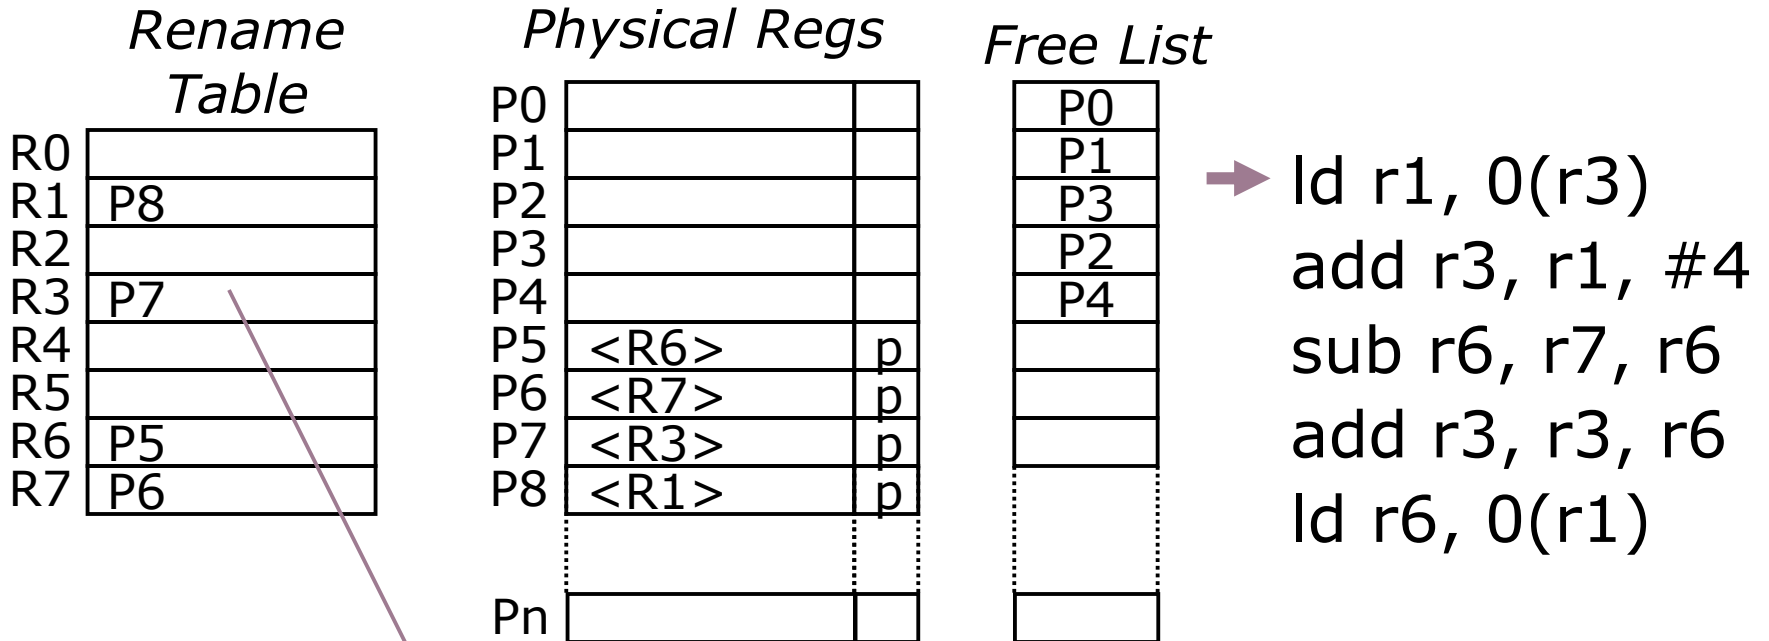 Rename
Table
R0
R1 P8
R2
R3 P7
R4
R5
R6 P5
R7 P6
Physical Regs
P0
P1
P2
P3
P4
P5 <R6> p
P6 <R7> p
P7 <R3> p
P8 <R1> p
Pn
Free List
P0
P1
P3
P2
P4
ld r1, 0(r3)
add r3, r1, #4
sub r6, r7, r6
add r3, r3, r6
ld r6, 0(r1)